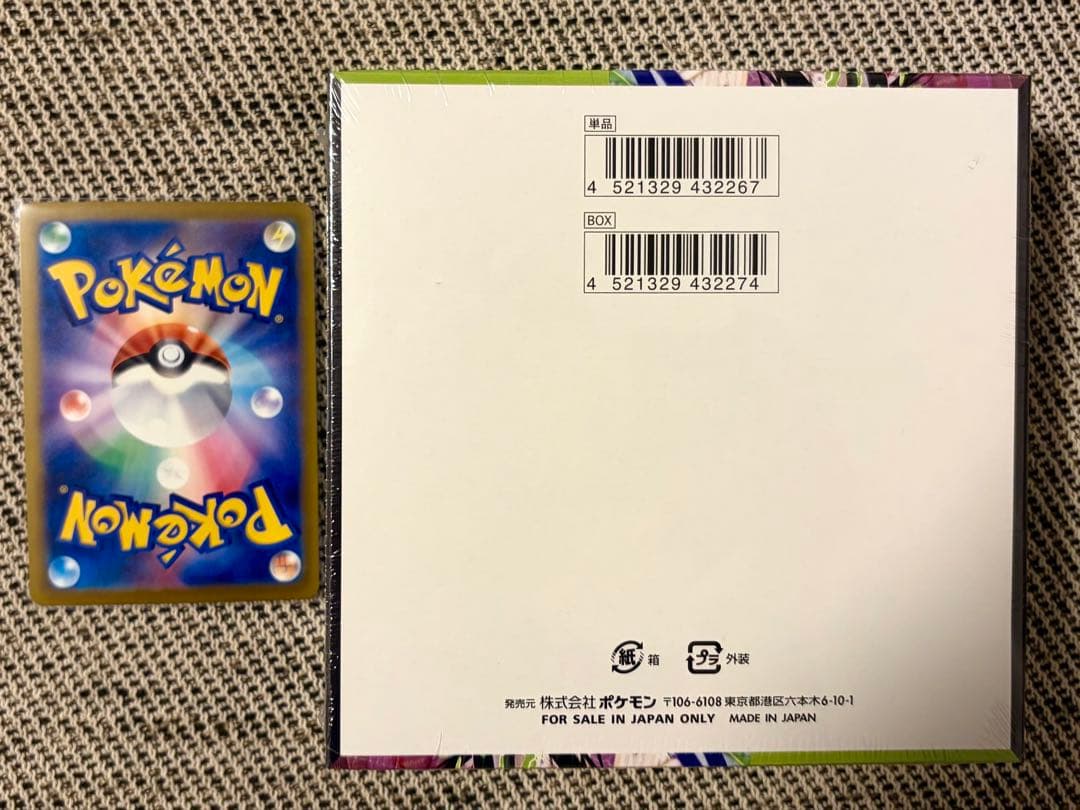 POKéMON®
POKéMON®
単品
4 521329 432267
BOX
4 521329 432274
紙 箱 プラ 外装
発売元 株式会社 ポケモン 〒106-6108 東京都港区六本木6-10-1
FOR SALE IN JAPAN ONLY MADE IN JAPAN